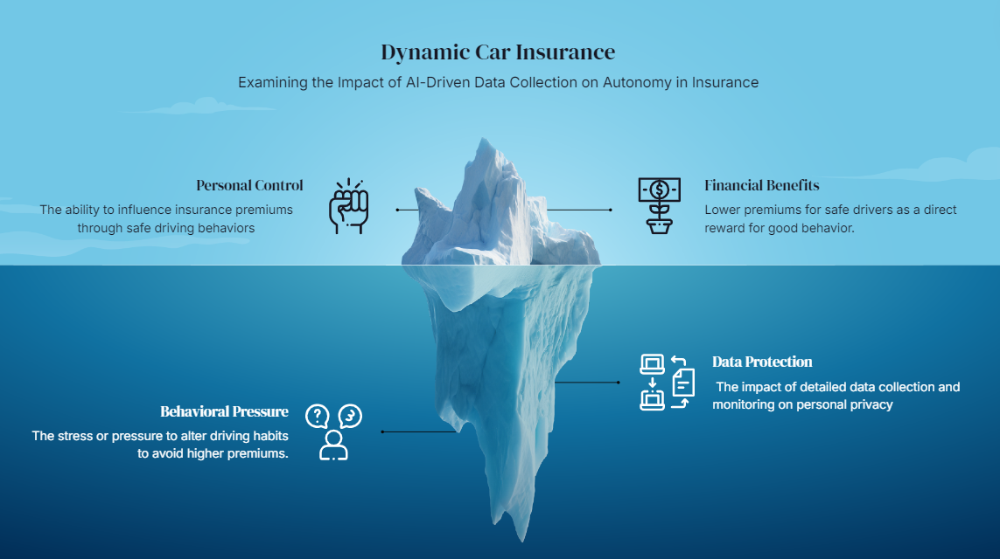 Dynamic Car Insurance
Examining the Impact of AI-Driven Data Collection on Autonomy in Insurance
Personal Control
The ability to influence insurance premiums
through safe driving behaviors
$
Financial Benefits
Lower premiums for safe drivers as a direct
reward for good behavior.
Data Protection
The impact of detailed data collection and
monitoring on personal privacy
Behavioral Pressure
?
The stress or pressure to alter driving habits
to avoid higher premiums.